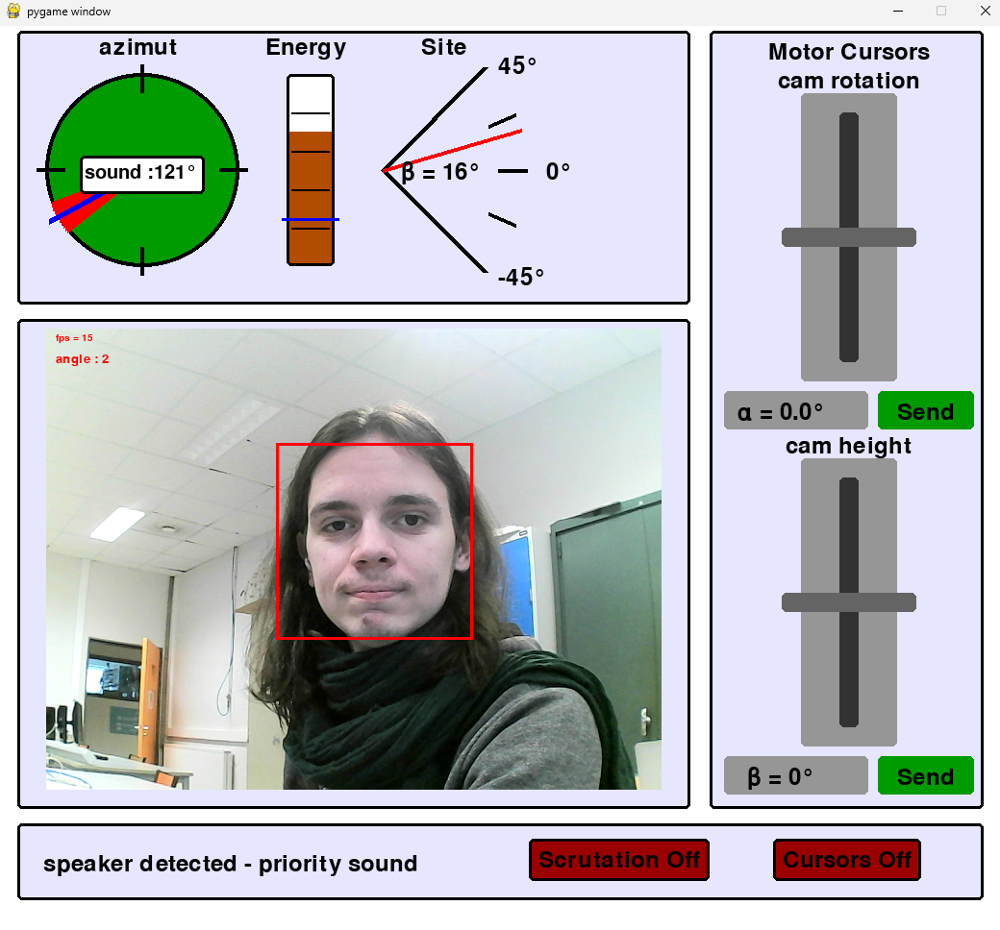 pygame window
azimut
Energy
Site
45°
sound :121°
β = 16°
0°
-45°
Motor Cursors
cam rotation
α = 0.0°
Send
cam height
β = 0°
Send
fps = 15
angle : 2
speaker detected - priority sound
Scrutation Off
Cursors Off